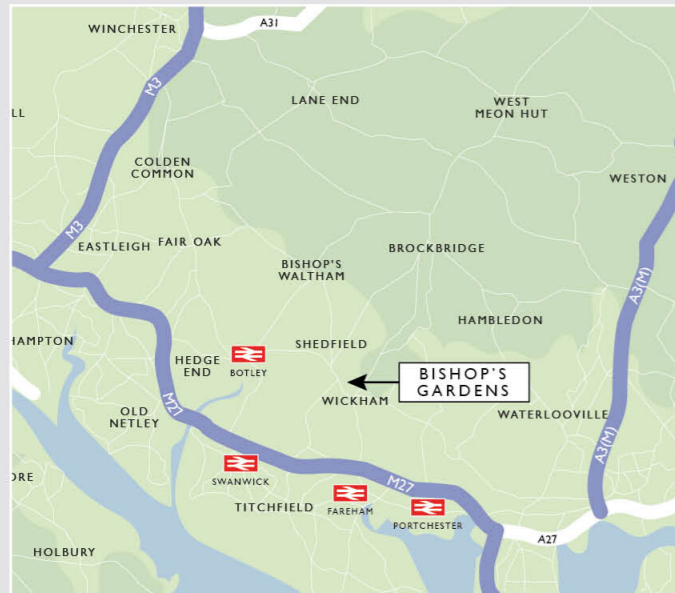 WINCHESTER
A31
M3
LANE END
WEST
MEON HUT
LL
COLDEN
COMMON
WESTON
M3
EASTLEIGH
FAIR OAK
BROCKBRIDGE
BISHOP'S
WALTHAM
A3(M)
HAMBLEDON
HAMPTON
SHEDFIELD
HEDGE
END
BOTLEY
BISHOP'S
GARDENS
WICKHAM
M27
OLD
NETLEY
WATERLOOVILLE
A3(M)
ORE
SWANWICK
M27
TITCHFIELD
FAREHAM
PORTCHESTER
A27
HOLBURY